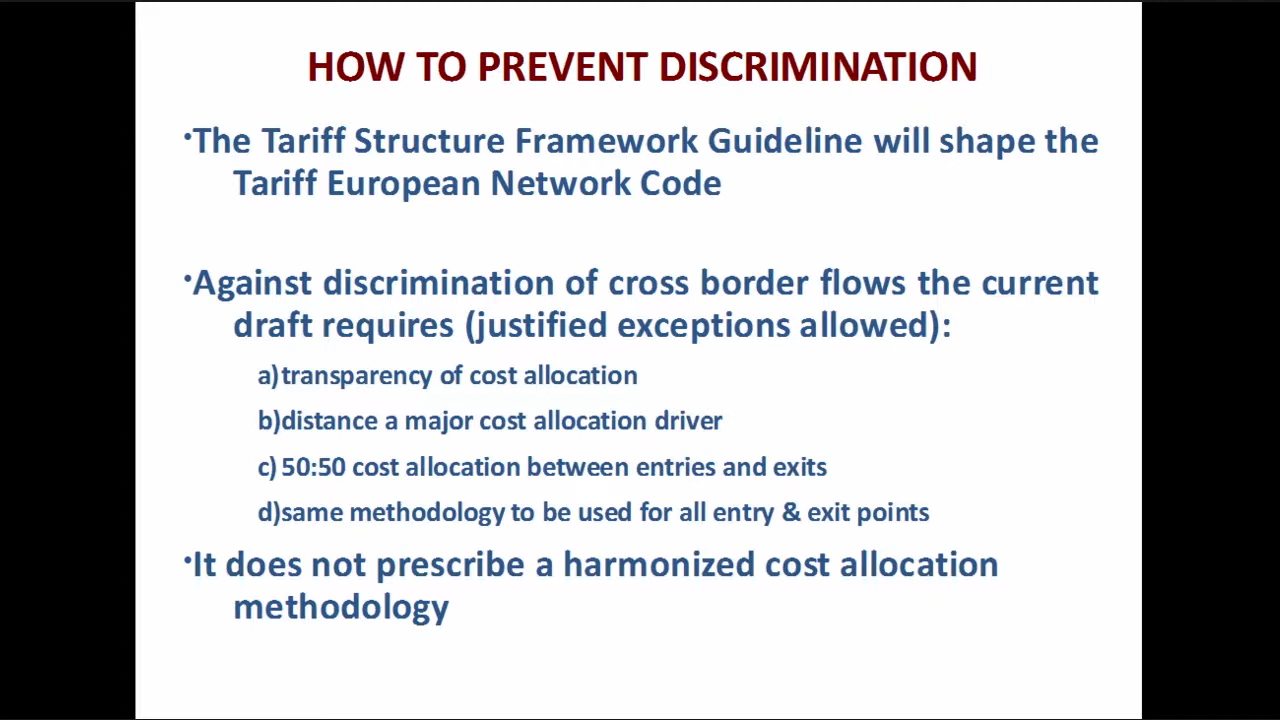 HOW TO PREVENT DISCRIMINATION
•The Tariff Structure Framework Guideline will shape the
Tariff European Network Code
•Against discrimination of cross border flows the current
draft requires (justified exceptions allowed):
a)transparency of cost allocation
b)distance a major cost allocation driver
c) 50:50 cost allocation between entries and exits
d)same methodology to be used for all entry & exit points
•It does not prescribe a harmonized cost allocation
methodology